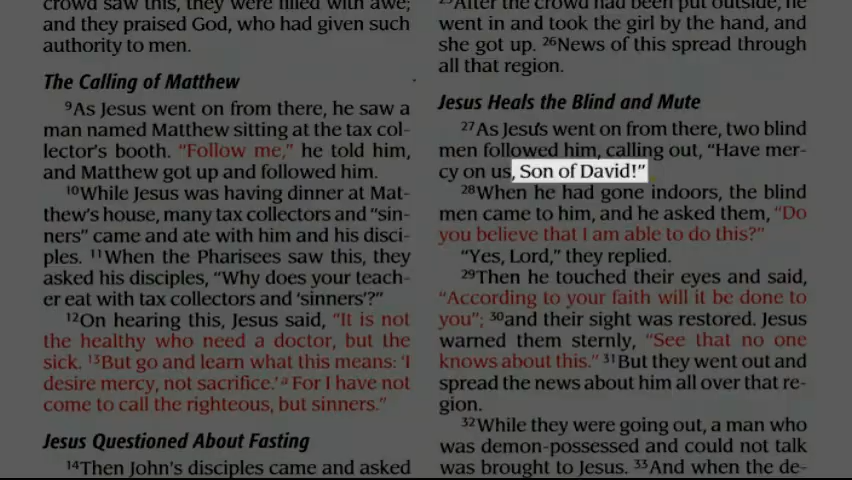 crowd saw this, they were filled with awe;
and they praised God, who had given such
authority to men.
The Calling of Matthew
9As Jesus went on from there, he saw a
man named Matthew sitting at the tax col-
lector's booth. "Follow me," he told him,
and Matthew got up and followed him.
10While Jesus was having dinner at Mat-
thew's house, many tax collectors and "sin-
ners" came and ate with him and his disci-
ples. 11When the Pharisees saw this, they
asked his disciples, "Why does your teach-
er eat with tax collectors and 'sinners'?"
12On hearing this, Jesus said, "It is not
the healthy who need a doctor, but the
sick. 13But go and learn what this means: 'I
desire mercy, not sacrifice.'a For I have not
come to call the righteous, but sinners."
Jesus Questioned About Fasting
14Then John's disciples came and asked
25After the crowd had been put outside, he
went in and took the girl by the hand, and
she got up. 26News of this spread through
all that region.
Jesus Heals the Blind and Mute
27As Jesus went on from there, two blind
men followed him, calling out, "Have mer-
cy on us, Son of David!"
28When he had gone indoors, the blind
men came to him, and he asked them, "Do
you believe that I am able to do this?"
"Yes, Lord," they replied.
29Then he touched their eyes and said,
"According to your faith will it be done to
you"; 30and their sight was restored. Jesus
warned them sternly, "See that no one
knows about this." 31But they went out and
spread the news about him all over that re-
gion.
32While they were going out, a man who
was demon-possessed and could not talk
was brought to Jesus. 33And when the de-